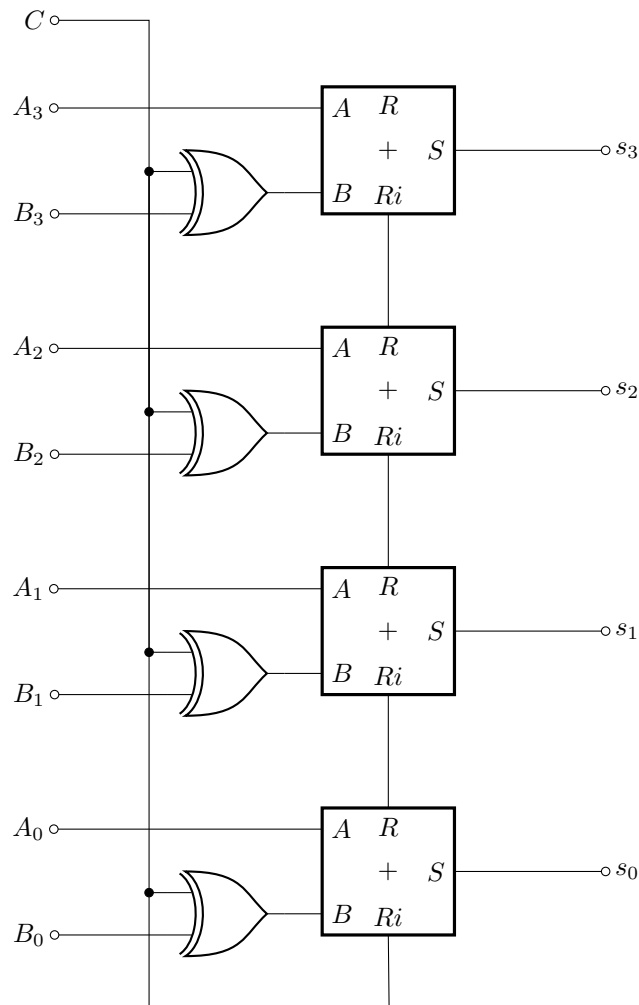 C
A₃ A R
+ S s₃
B₃ B Ri
A₂ A R
+ S s₂
B₂ B Ri
A₁ A R
+ S s₁
B₁ B Ri
A₀ A R
+ S s₀
B₀ B Ri